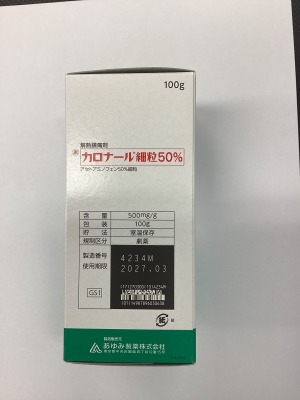 100g
解熱鎮痛剤
劇 カロナール®細粒50%
アセトアミノフェン50%細粒
含 量 500mg/g
包 装 100g
貯 法 室温保存
規制区分 劇薬
製造番号 4234M
使用期限 2027.03
GS1
製造販売元
あゆみ製薬株式会社